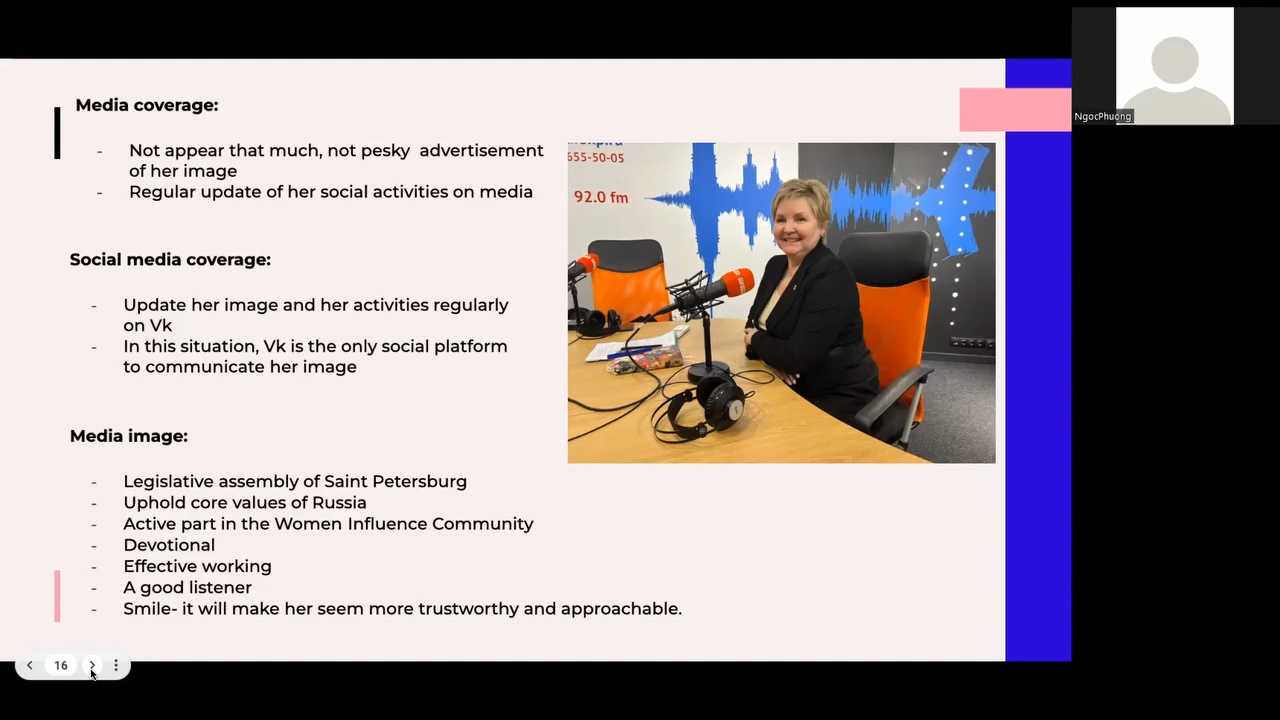 Media coverage:
- Not appear that much, not pesky advertisement
of her image
- Regular update of her social activities on media
Social media coverage:
- Update her image and her activities regularly
on Vk
- In this situation, Vk is the only social platform
to communicate her image
Media image:
- Legislative assembly of Saint Petersburg
- Uphold core values of Russia
- Active part in the Women Influence Community
- Devotional
- Effective working
- A good listener
- Smile- it will make her seem more trustworthy and approachable.
655-50-05
92.0 fm
NgocPhuong
16